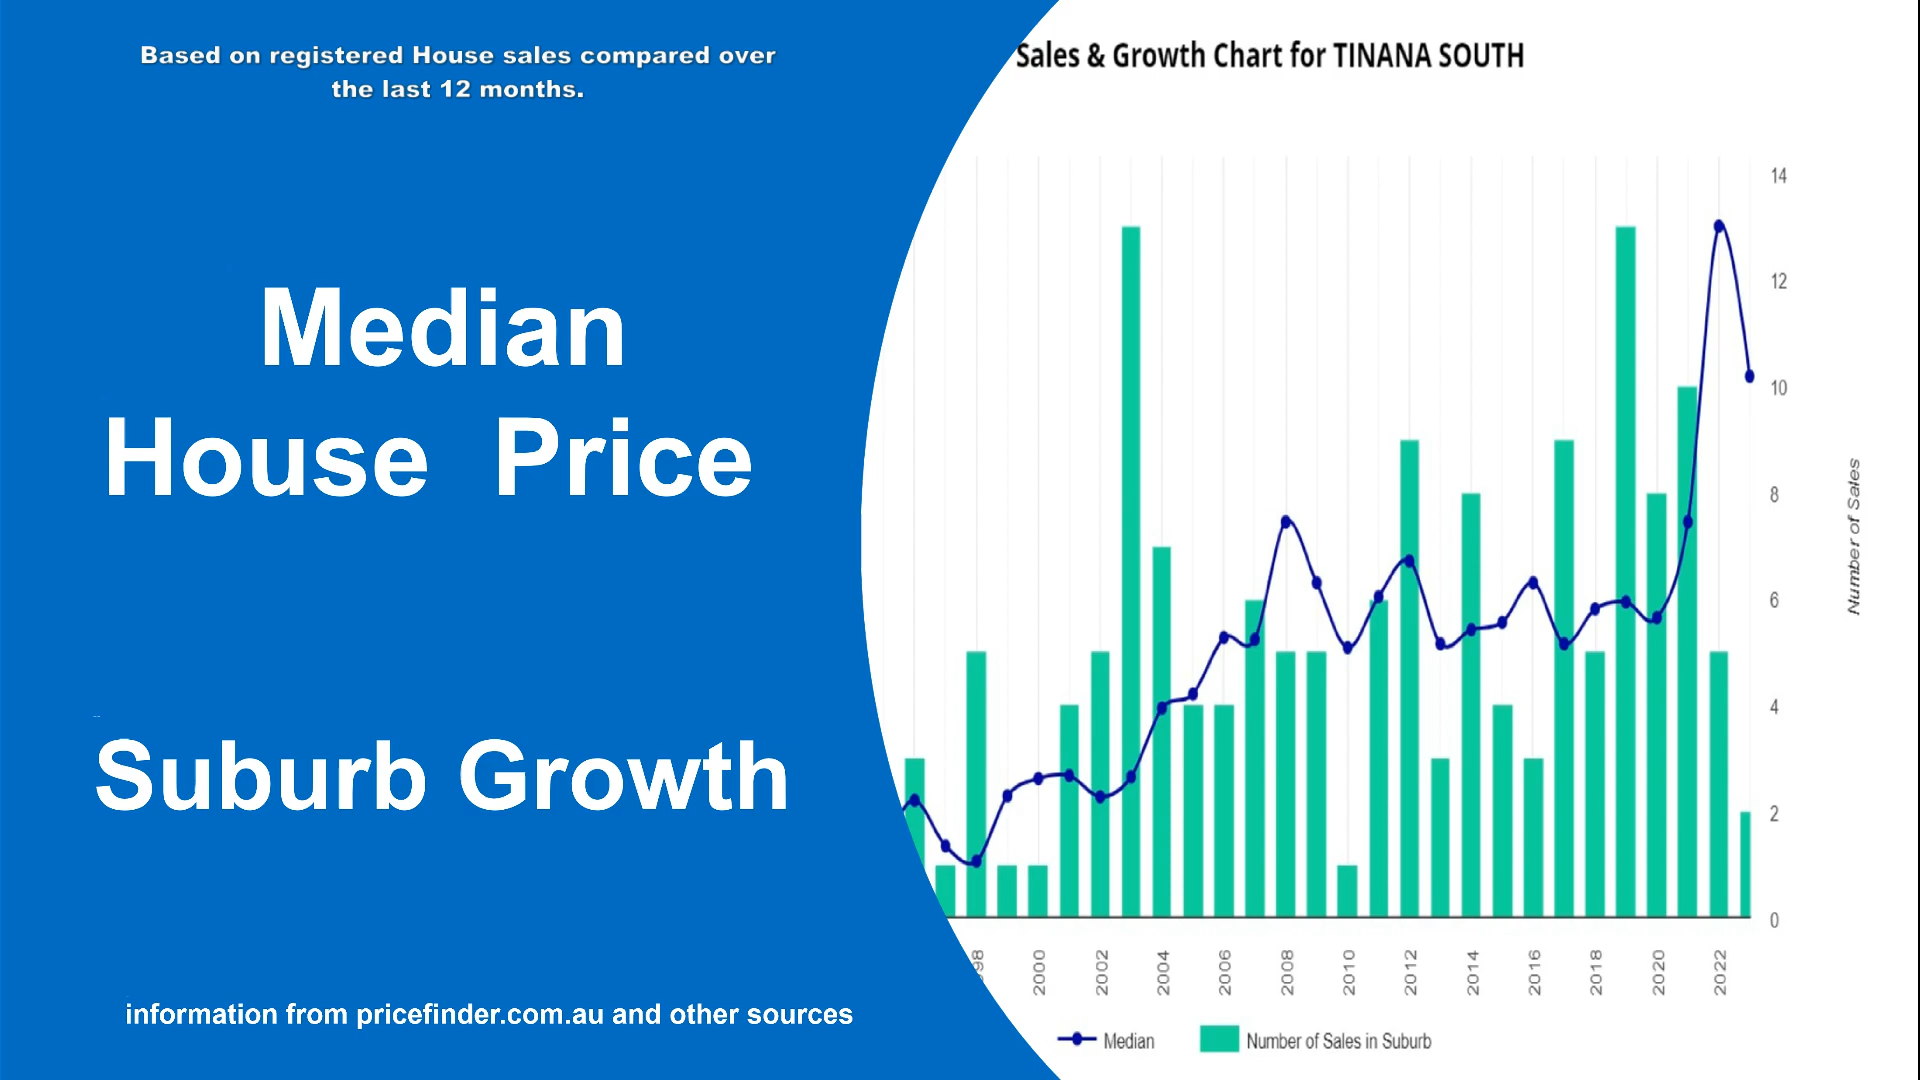 Based on registered House sales compared over
the last 12 months.
Median
House Price
Suburb Growth
information from pricefinder.com.au and other sources
Sales & Growth Chart for TINANA SOUTH
14
12
10
8
6
4
2
0
Number of Sales
98
2000
2002
2004
2006
2008
2010
2012
2014
2016
2018
2020
2022
Median
Number of Sales in Suburb